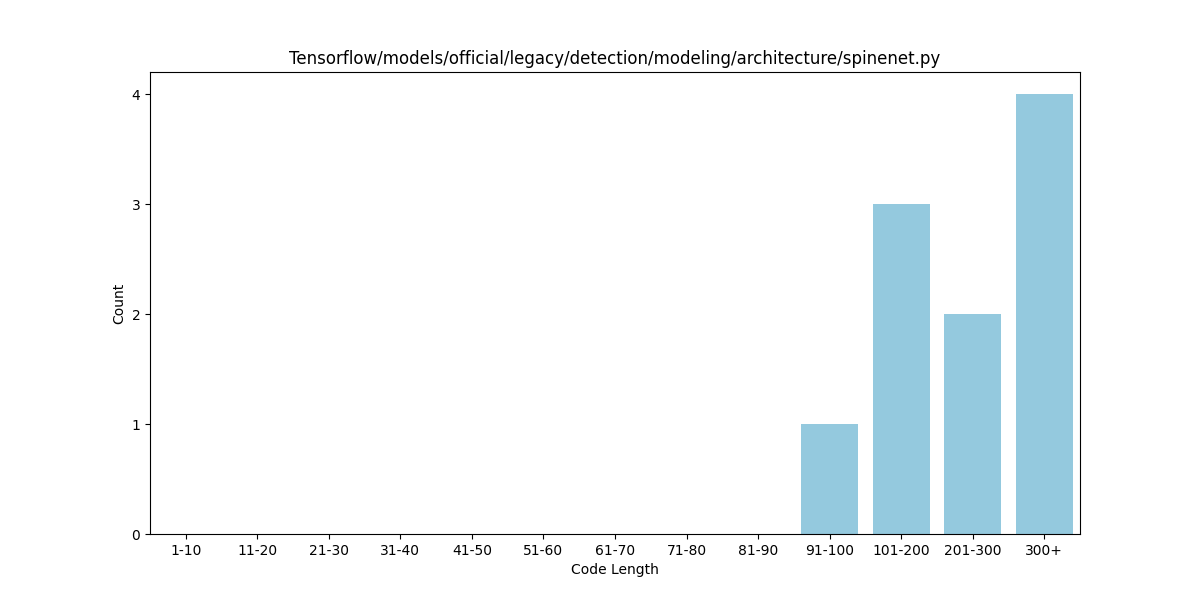 Tensorflow/models/official/legacy/detection/modeling/architecture/spinenet.py
4
3
2
1
0
Count
1-10 11-20 21-30 31-40 41-50 51-60 61-70 71-80 81-90 91-100 101-200 201-300 300+
Code Length